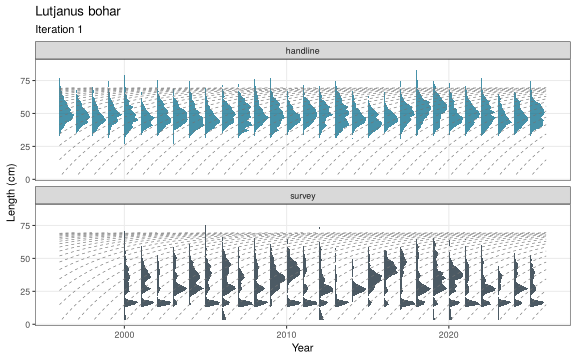 Lutjanus bohar
Iteration 1
handline
75
50
25
0
survey
75
50
25
0
Length (cm)
2000
2010
2020
Year